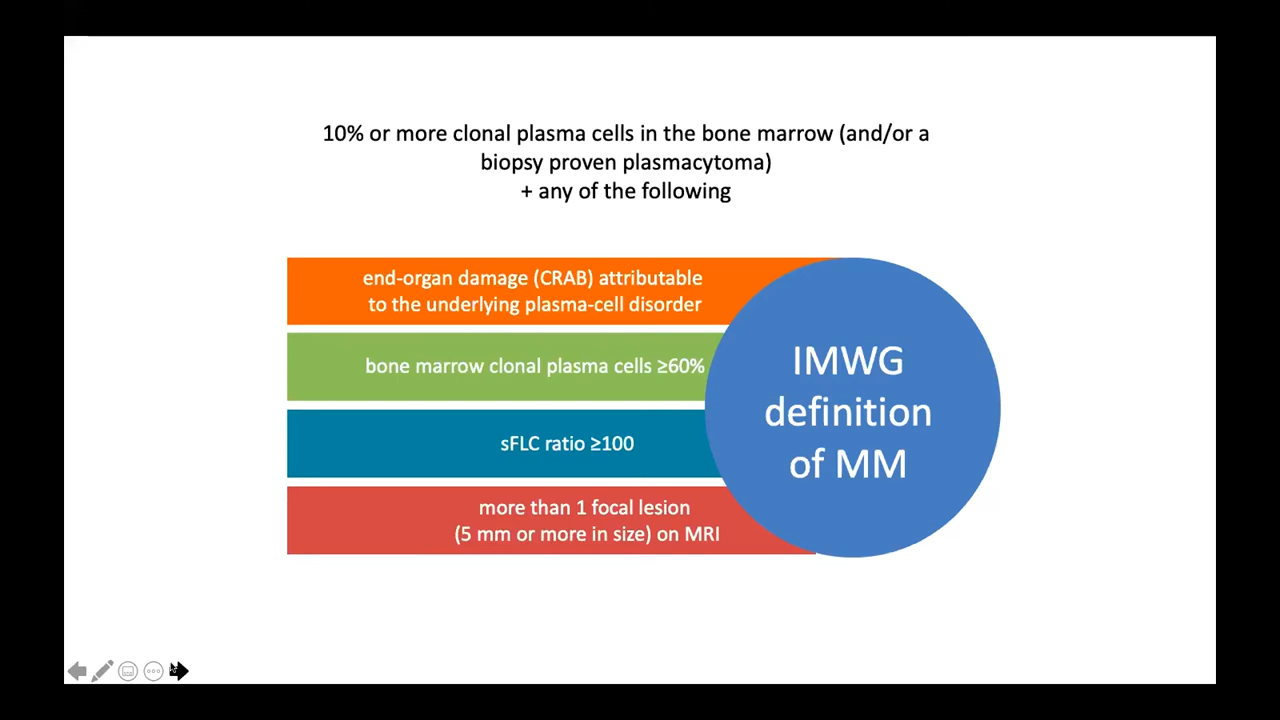 10% or more clonal plasma cells in the bone marrow (and/or a
biopsy proven plasmacytoma)
+ any of the following
end-organ damage (CRAB) attributable
to the underlying plasma-cell disorder
bone marrow clonal plasma cells ≥60%
sFLC ratio ≥100
more than 1 focal lesion
(5 mm or more in size) on MRI
IMWG
definition
of MM